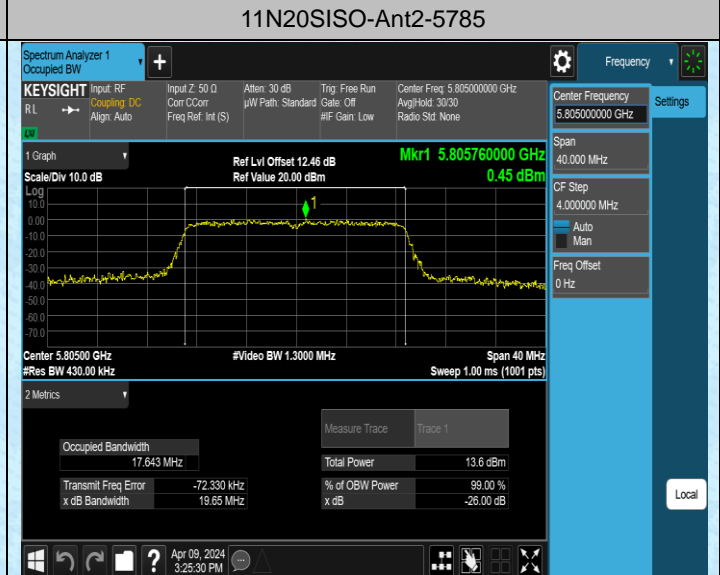 11N20SISO-Ant2-5785
Spectrum Analyzer 1
Occupied BW
+
Frequency
KEYSIGHT
RL
Input: RF
Coupling: DC
Align: Auto
Input Z: 50 Ω
Corr CCorr
Freq Ref: Int (S)
Atten: 30 dB
µW Path: Standard
Trig: Free Run
Gate: Off
#IF Gain: Low
Center Freq: 5.805000000 GHz
Avg|Hold: 30/30
Radio Std: None
Center Frequency
5.805000000 GHz
Settings
Span
40.000 MHz
CF Step
4.000000 MHz
Auto
Man
Freq Offset
0 Hz
1 Graph
Scale/Div 10.0 dB
Ref Lvl Offset 12.46 dB
Ref Value 20.00 dBm
Mkr1 5.805760000 GHz
0.45 dBm
Log
10.0
0.00
-10.0
-20.0
-30.0
-40.0
-50.0
-60.0
-70.0
1
Center 5.80500 GHz
#Video BW 1.3000 MHz
Span 40 MHz
#Res BW 430.00 kHz
Sweep 1.00 ms (1001 pts)
2 Metrics
Measure Trace
Trace 1
Occupied Bandwidth
17.643 MHz
Total Power
13.6 dBm
Transmit Freq Error
-72.330 kHz
% of OBW Power
99.00 %
x dB Bandwidth
19.65 MHz
x dB
-26.00 dB
Local
?
Apr 09, 2024
3:25:30 PM